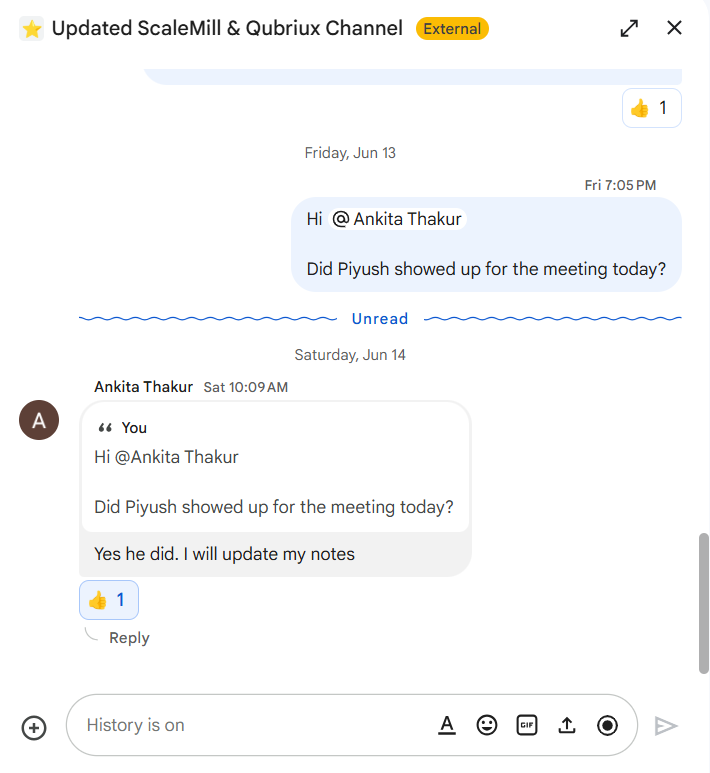 Updated ScaleMill & Qubriux Channel External
👍 1
Friday, Jun 13
Fri 7:05 PM
Hi @Ankita Thakur
Did Piyush showed up for the meeting today?
Unread
Saturday, Jun 14
Ankita Thakur Sat 10:09 AM
A
“ You
Hi @Ankita Thakur
Did Piyush showed up for the meeting today?
Yes he did. I will update my notes
👍 1
Reply
History is on A GIF